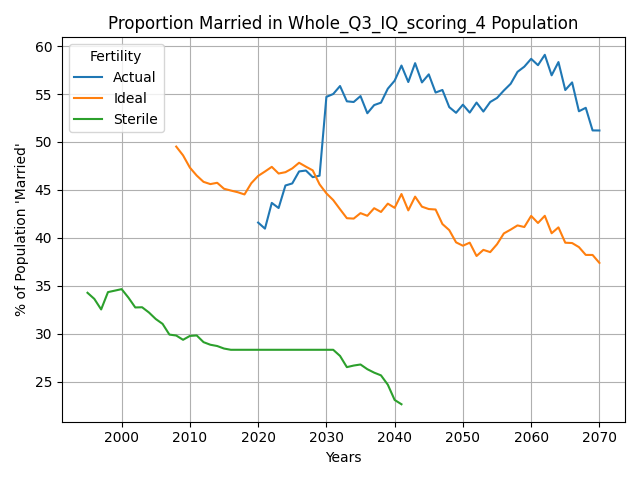 Proportion Married in Whole_Q3_IQ_scoring_4 Population
% of Population 'Married'
60
55
50
45
40
35
30
25
Fertility
Actual
Ideal
Sterile
2000 2010 2020 2030 2040 2050 2060 2070
Years